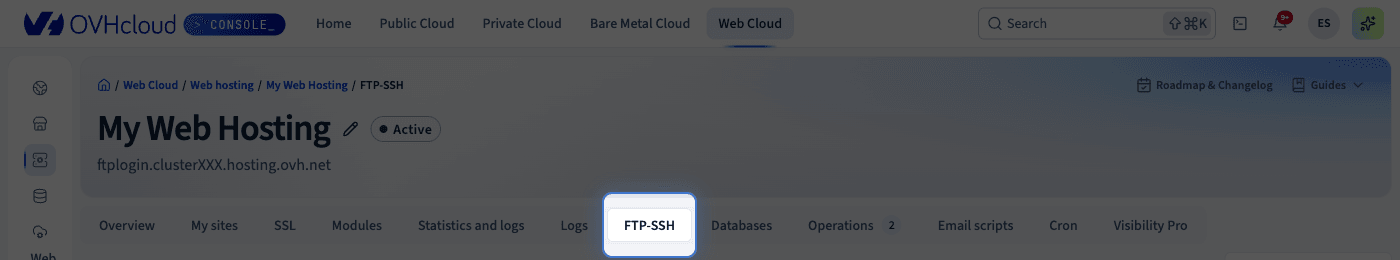 OVHcloud CONSOLE_ Home Public Cloud Private Cloud Bare Metal Cloud Web Cloud Search ⇧⌘K 9+ ES
/ Web Cloud / Web hosting / My Web Hosting / FTP-SSH Roadmap & Changelog Guides
My Web Hosting Active
ftplogin.clusterXXX.hosting.ovh.net
Overview My sites SSL Modules Statistics and logs Logs FTP-SSH Databases Operations 2 Email scripts Cron Visibility Pro
Web